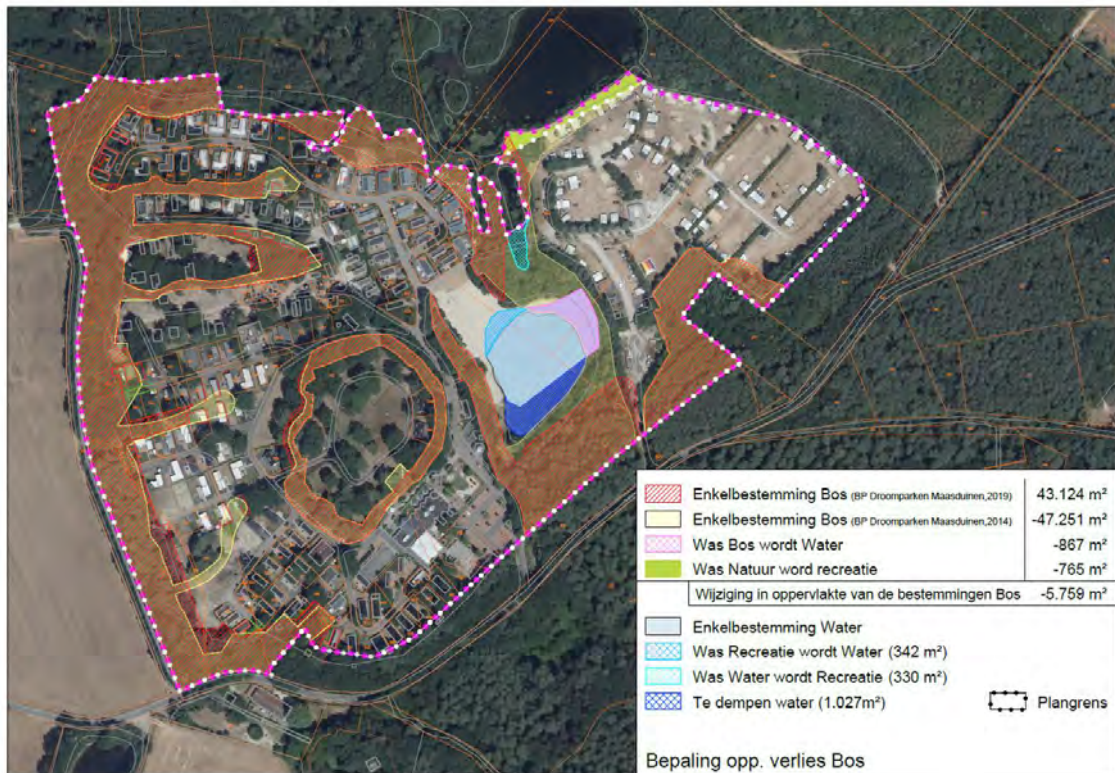 Enkelbestemming Bos (BP Droomparken Maasduinen,2019) 43.124 m²
Enkelbestemming Bos (BP Droomparken Maasduinen,2014) -47.251 m²
Was Bos wordt Water -867 m²
Was Natuur word recreatie -765 m²
Wijziging in oppervlakte van de bestemmingen Bos -5.759 m²
Enkelbestemming Water
Was Recreatie wordt Water (342 m²)
Was Water wordt Recreatie (330 m²)
Te dempen water (1.027m²) Plangrens
Bepaling opp. verlies Bos